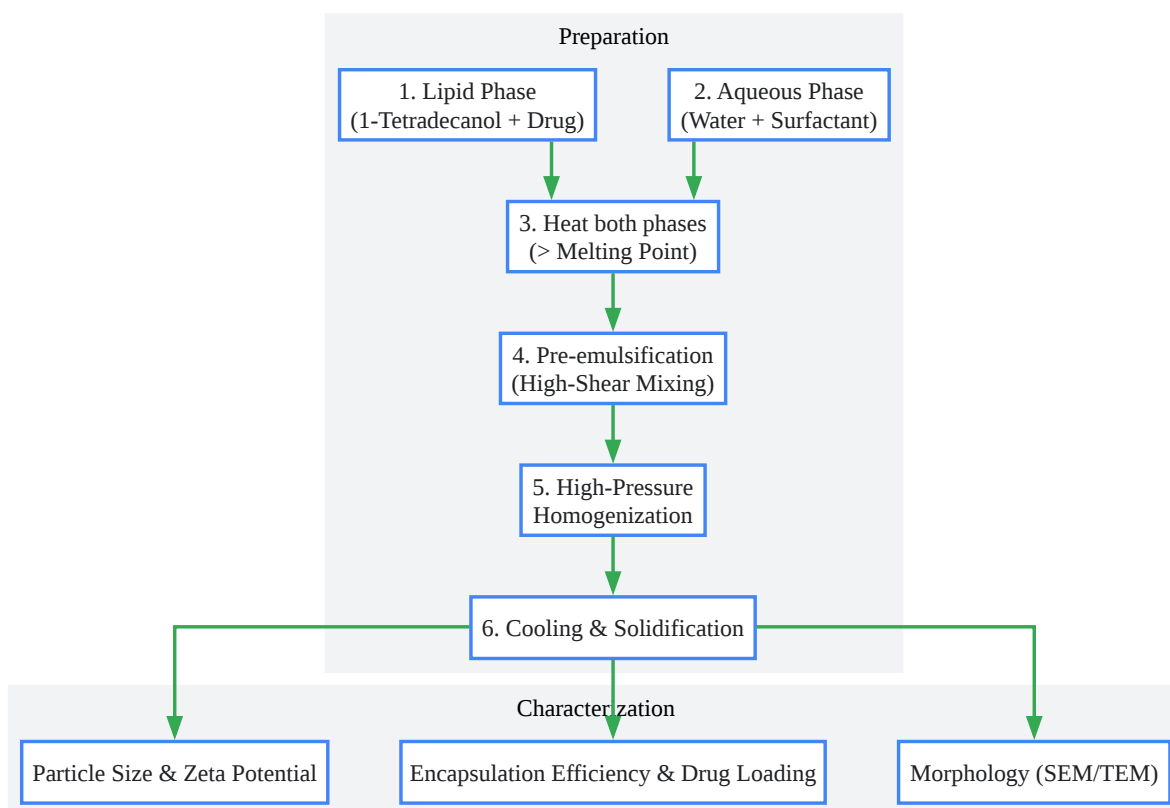 Preparation
1. Lipid Phase
(1-Tetradecanol + Drug)
2. Aqueous Phase
(Water + Surfactant)
3. Heat both phases
(> Melting Point)
4. Pre-emulsification
(High-Shear Mixing)
5. High-Pressure
Homogenization
6. Cooling & Solidification
Characterization
Particle Size & Zeta Potential
Encapsulation Efficiency & Drug Loading
Morphology (SEM/TEM)